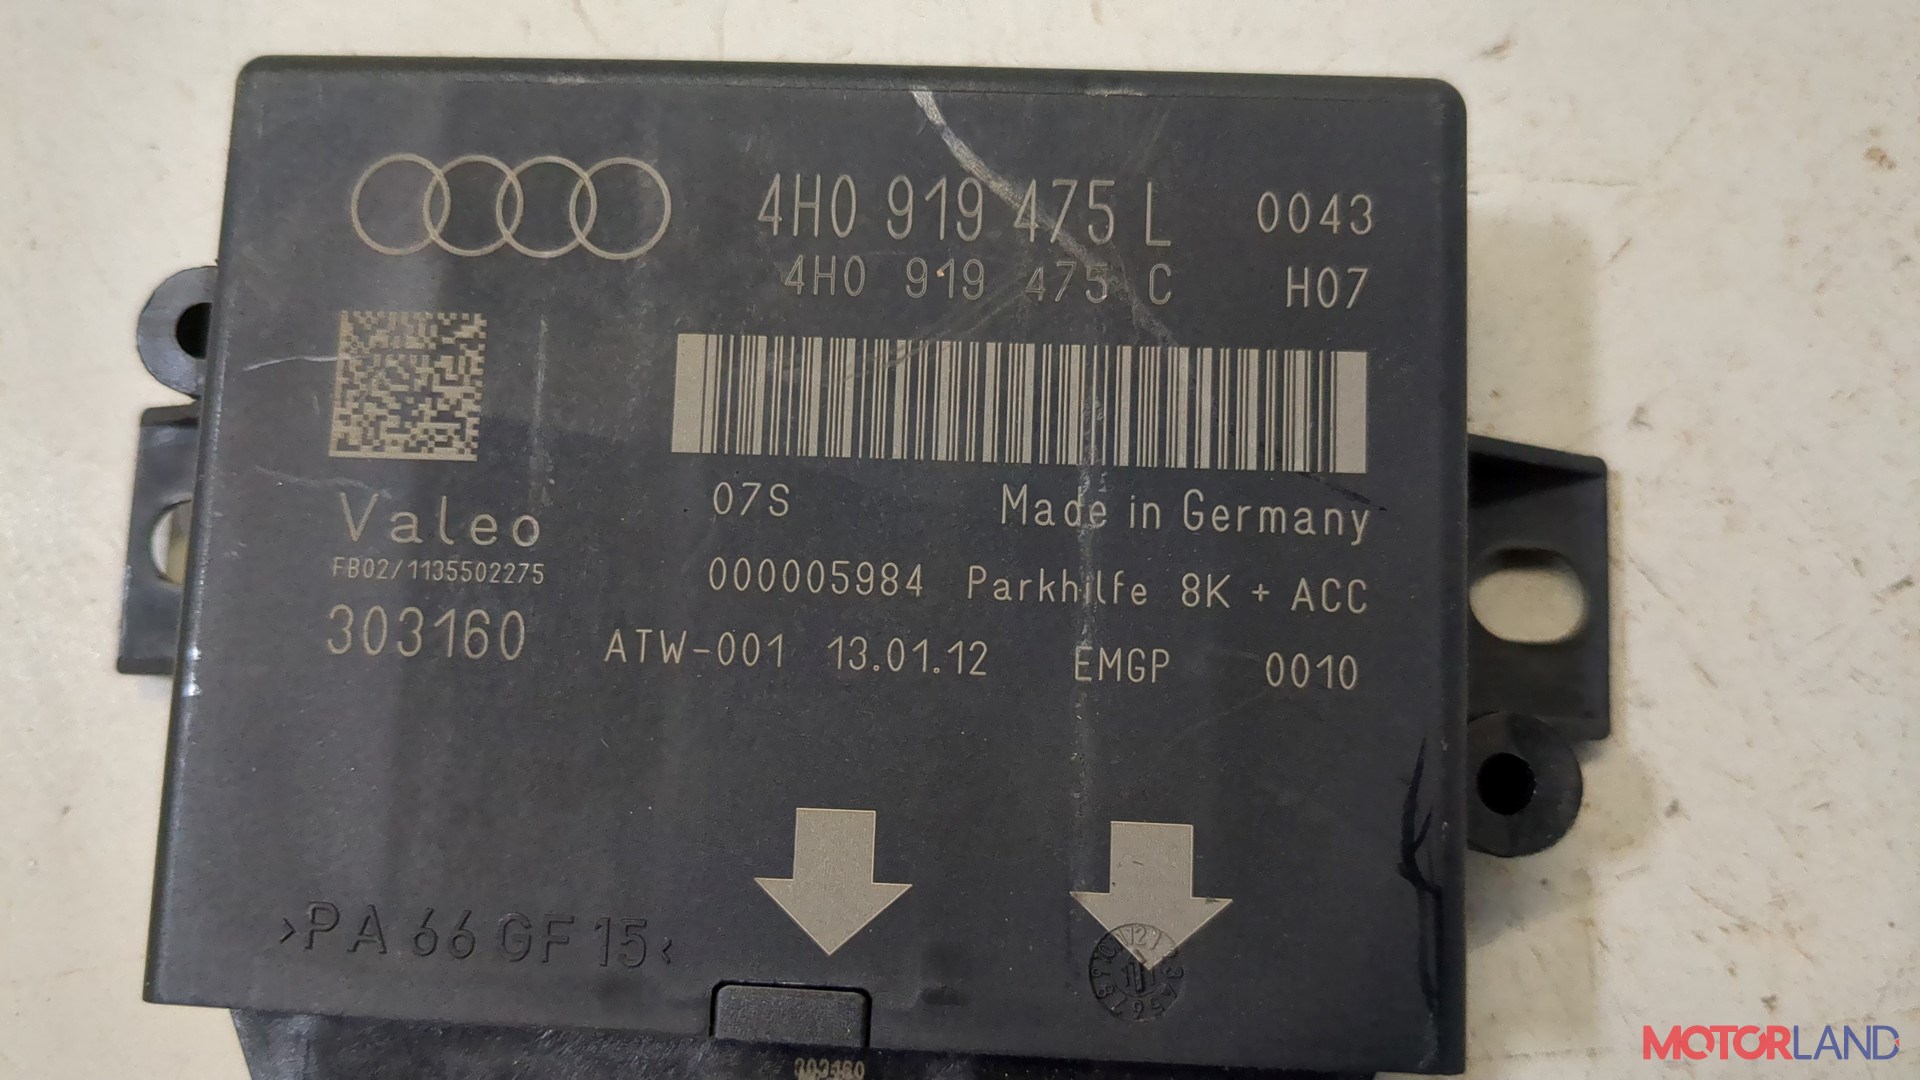 4H0 919 475 L 0043
4H0 919 475 C H07
07S Made in Germany
Valeo
FB02/1135502275
000005984 Parkhilfe 8K + ACC
303160
ATW-001 13.01.12 EMGP 0010
>PA 66 GF 15<
303160
MOTORLAND